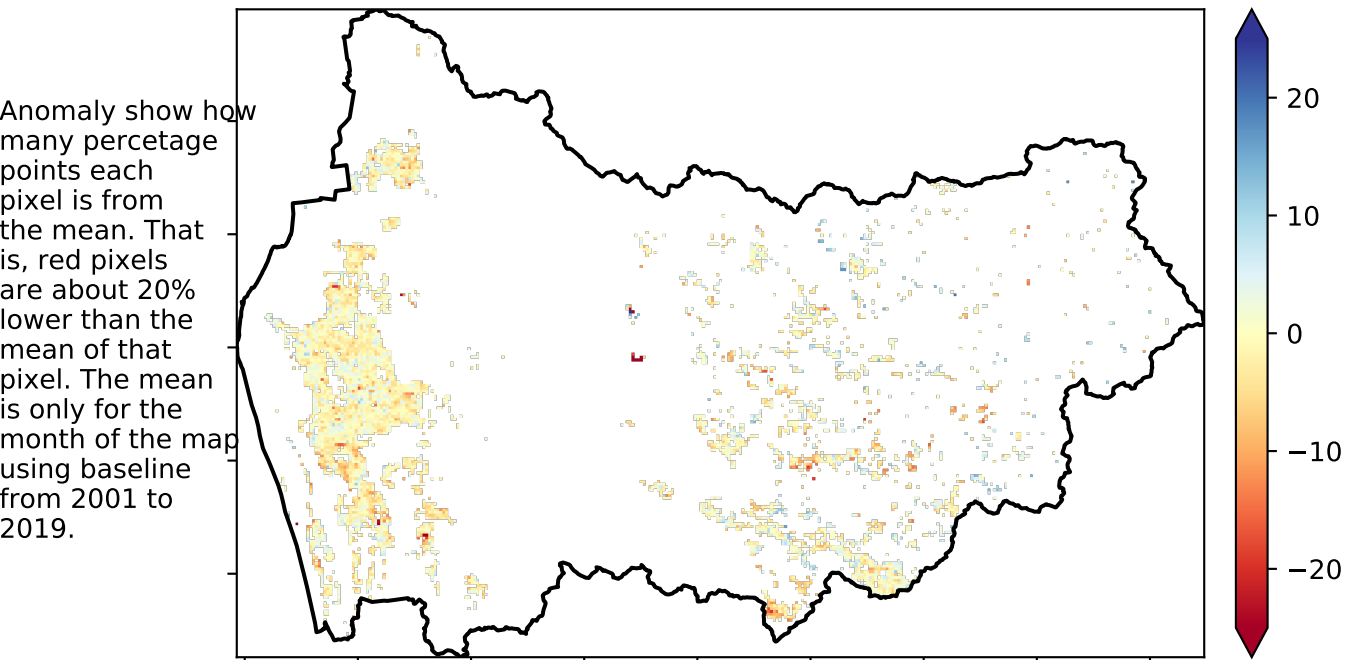 Anomaly show how
many percetage
points each
pixel is from
the mean. That
is, red pixels
are about 20%
lower than the
mean of that
pixel. The mean
is only for the
month of the map
using baseline
from 2001 to
2019.
20
10
0
−10
−20